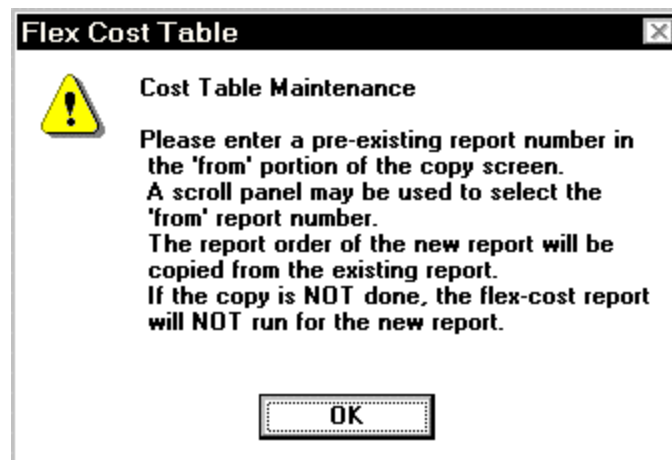 Flex Cost Table
Cost Table Maintenance
Please enter a pre-existing report number in
the 'from' portion of the copy screen.
A scroll panel may be used to select the
'from' report number.
The report order of the new report will be
copied from the existing report.
If the copy is NOT done, the flex-cost report
will NOT run for the new report.
OK